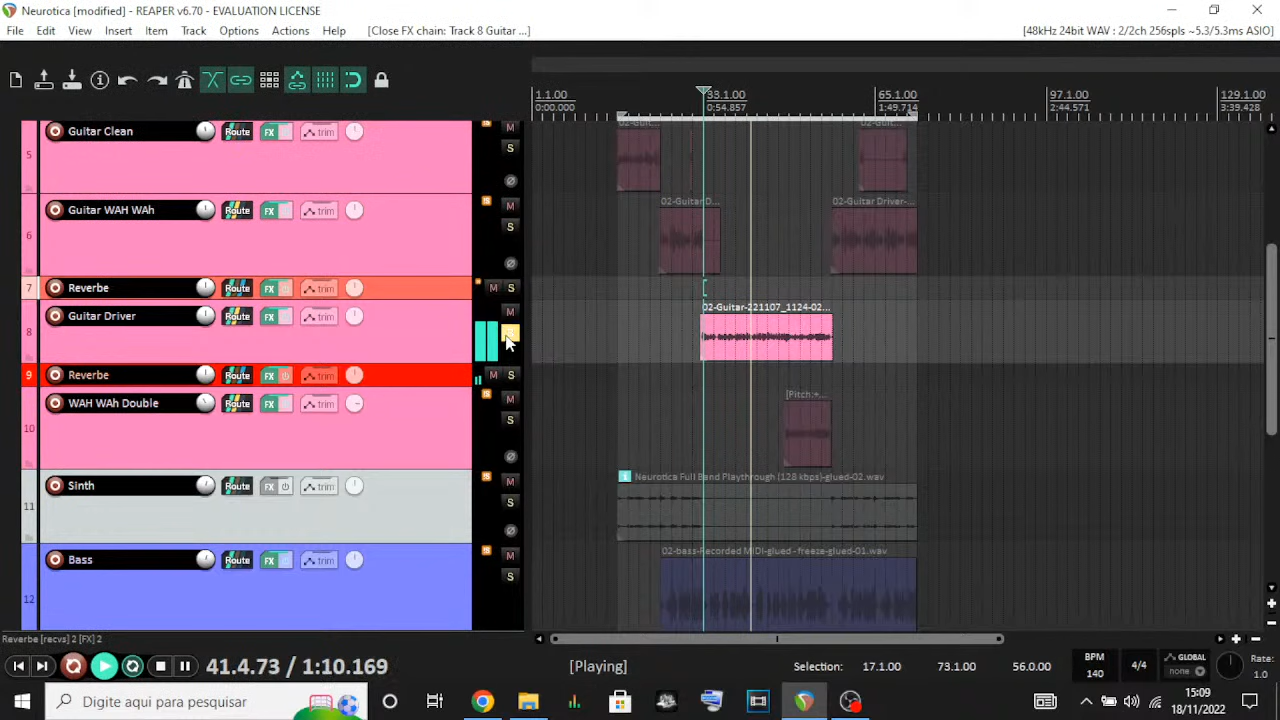 Neurotica [modified] - REAPER v6.70 - EVALUATION LICENSE
File Edit View Insert Item Track Options Actions Help [Close FX chain: Track 8 Guitar ...] [48kHz 24bit WAV : 2/2ch 256spls ~5.3/5.3ms ASIO]
1.1.00 33.1.00 65.1.00 97.1.00 129.1.00
0:00.000 0:54.857 1:49.714 2:44.571 3:39.428
5 Guitar Clean Route FX trim M
S
6 Guitar WAH WAh Route FX trim M
S
02-Guitar D... 02-Guitar Driver-...
7 Reverbe Route FX trim M S
8 Guitar Driver Route FX trim M
02-Guitar-221107_1124-02...
9 Reverbe Route FX trim M S
10 WAH WAh Double Route FX trim M
S
[Pitch:+...
11 Sinth Route FX trim M
S
Neurotica Full Band Playthrough (128 kbps)-glued-02.wav
12 Bass Route FX trim M
S
02-bass-Recorded MIDI-glued - freeze-glued-01.wav
Reverbe [recvs] 2 [FX] 2
41.4.73 / 1:10.169 [Playing] Selection: 17.1.00 73.1.00 56.0.00 BPM 140 4/4 GLOBAL none Rate: 1.0
Digite aqui para pesquisar
15:09
18/11/2022